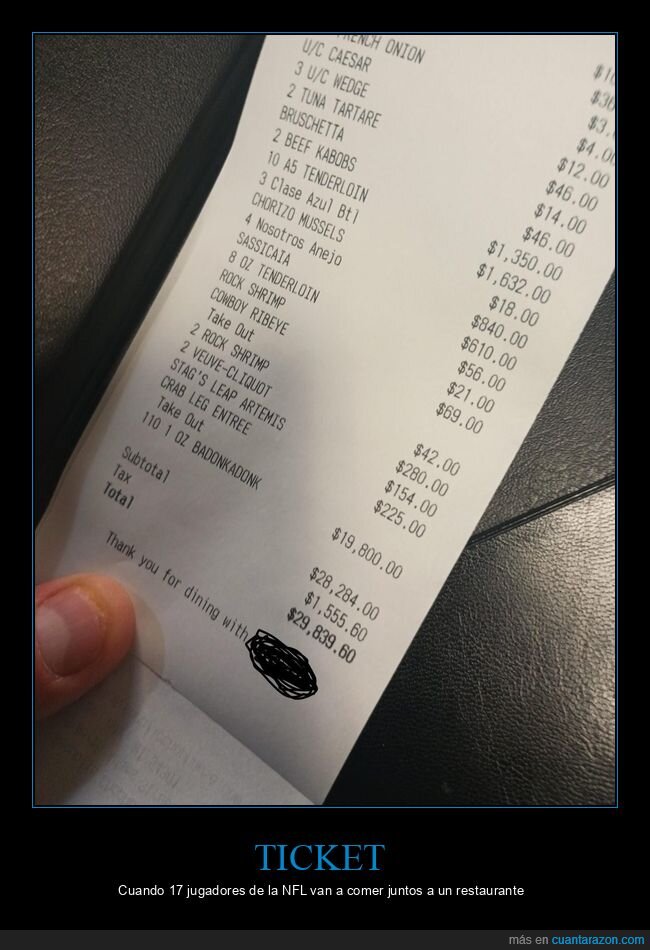 FRENCH ONION
U/C CAESAR $4.00
3 U/C WEDGE $12.00
2 TUNA TARTARE $46.00
BRUSCHETTA $14.00
2 BEEF KABOBS $46.00
10 A5 TENDERLOIN $1,350.00
3 Clase Azul Btl $1,632.00
CHORIZO MUSSELS $18.00
4 Nosotros Anejo $840.00
SASSICAIA $610.00
8 OZ TENDERLOIN $56.00
ROCK SHRIMP $21.00
COWBOY RIBEYE $69.00
Take Out
2 ROCK SHRIMP $42.00
2 VEUVE-CLIQUOT $280.00
STAG'S LEAP ARTEMIS $154.00
CRAB LEG ENTREE $225.00
Take Out
110 1 OZ BADONKADONK $19,800.00
Subtotal $28,284.00
Tax $1,555.60
Total $29,839.60
Thank you for dining with
TICKET
Cuando 17 jugadores de la NFL van a comer juntos a un restaurante
más en cuantarazon.com